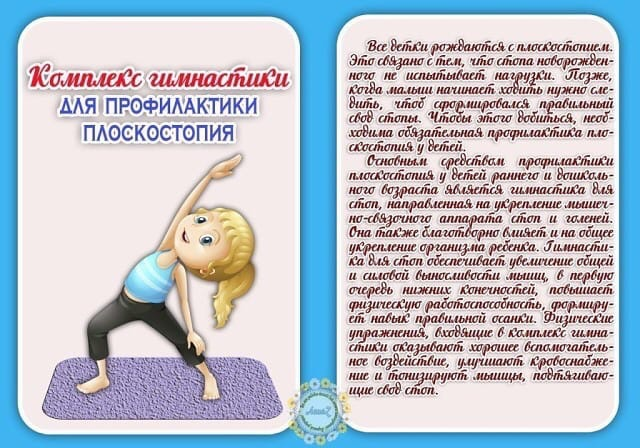 Комплекс гимнастики
для профилактики
плоскостопия
Все детки рождаются с плоскостопием.
Это связано с тем, что стопа новорожден-
ного не испытывает нагрузки. Позже,
когда малыш начинает ходить нужно сле-
дить, чтоб сформировался правильный
свод стопы. Чтобы этого добиться, необ-
ходима обязательная профилактика пло-
скостопия у детей.
Основным средством профилактики
плоскостопия у детей раннего и дошколь-
ного возраста является гимнастика для
стоп, направленная на укрепление мышеч-
но-связочного аппарата стоп и голеней.
Она также благотворно влияет и на общее
укрепление организма ребенка. Гимнасти-
ка для стоп обеспечивает увеличение общей
и силовой выносливости мышц, в первую
очередь нижних конечностей, повышает
физическую работоспособность, формиру-
ет навык правильной осанки. Физические
упражнения, входящие в комплекс гимна-
стики оказывают хорошее вспомогатель-
ное воздействие, улучшают кровоснабже-
ние и тонизируют мышцы, подтягиваю-
щие свод стоп.